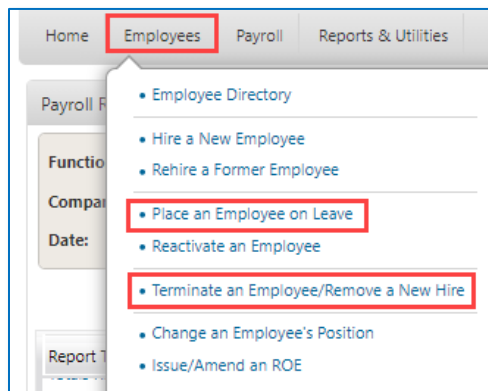 Home Employees Payroll Reports & Utilities
Payroll
• Employee Directory
• Hire a New Employee
• Rehire a Former Employee
• Place an Employee on Leave
• Reactivate an Employee
• Terminate an Employee/Remove a New Hire
• Change an Employee's Position
• Issue/Amend an ROE
Date:
Report